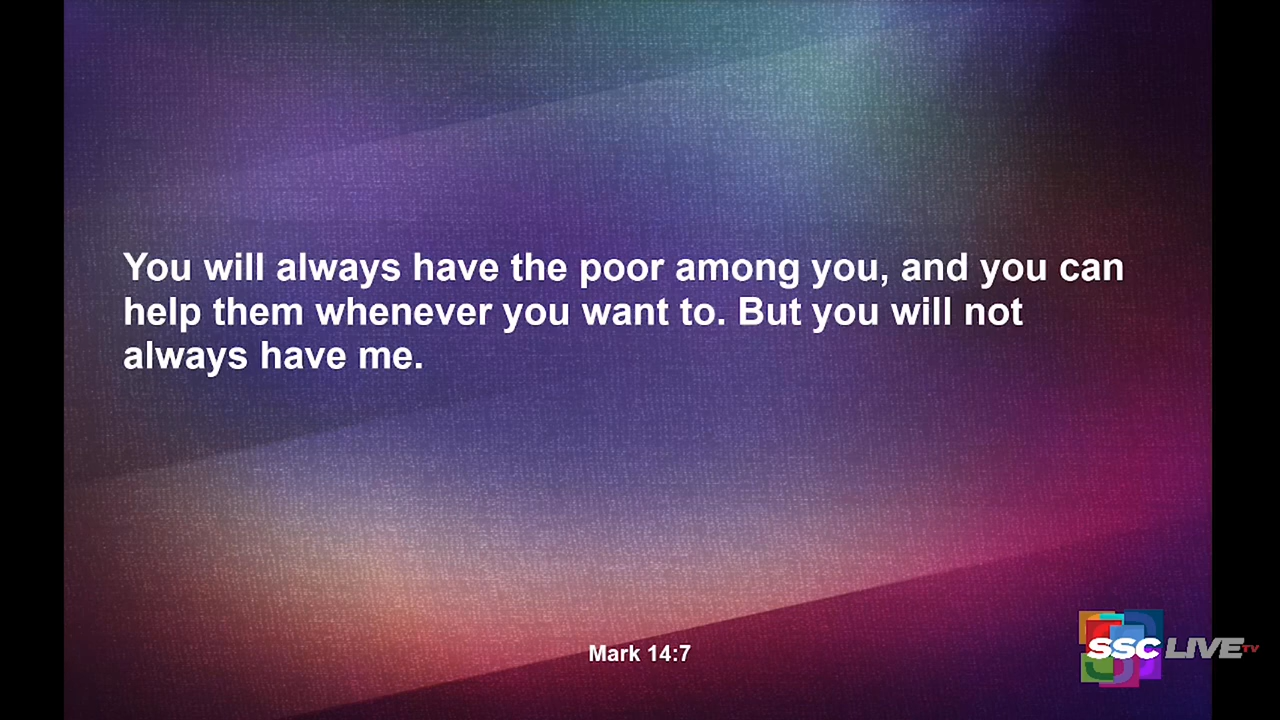 You will always have the poor among you, and you can
help them whenever you want to. But you will not
always have me.
Mark 14:7
SSC LIVE TV